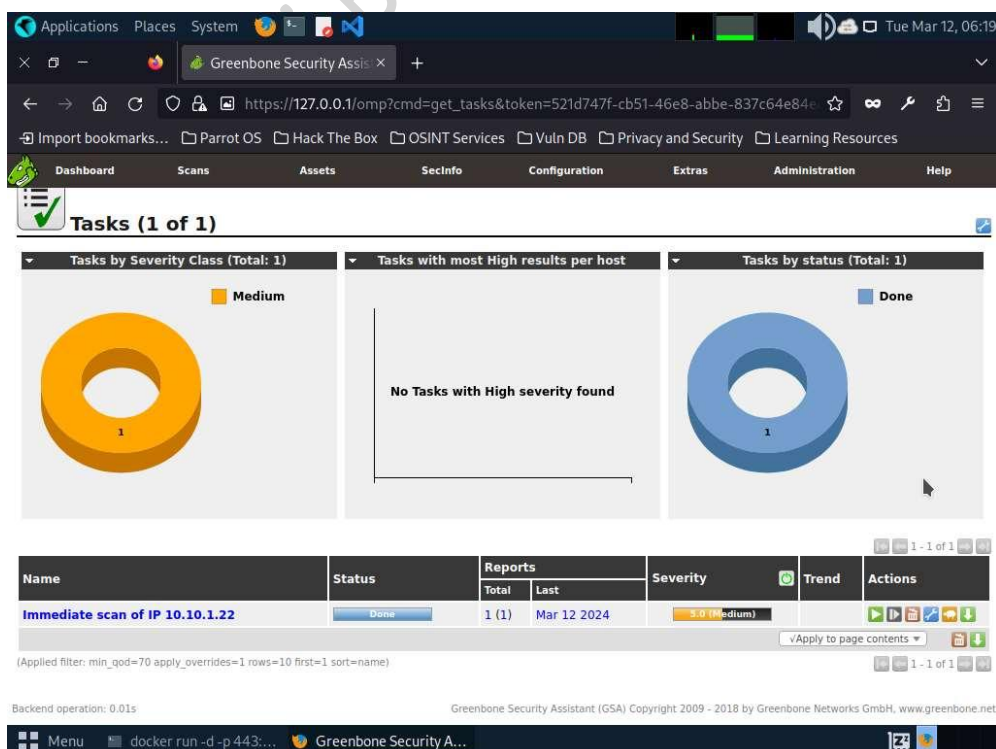 Applications Places System
Tue Mar 12, 06:19
Greenbone Security Assis
https://127.0.0.1/omp?cmd=get_tasks&token=521d747f-cb51-46e8-abbe-837c64e84e
Import bookmarks... Parrot OS Hack The Box OSINT Services Vuln DB Privacy and Security Learning Resources
Dashboard Scans Assets SecInfo Configuration Extras Administration Help
Tasks (1 of 1)
Tasks by Severity Class (Total: 1) Tasks with most High results per host Tasks by status (Total: 1)
Medium Done
No Tasks with High severity found
1 1
1 - 1 of 1
Name Status Reports Severity Trend Actions
Total Last
Immediate scan of IP 10.10.1.22 Done 1 (1) Mar 12 2024 5.0 (Medium)
√Apply to page contents
(Applied filter: min_qod=70 apply_overrides=1 rows=10 first=1 sort=name) 1 - 1 of 1
Backend operation: 0.01s Greenbone Security Assistant (GSA) Copyright 2009 - 2018 by Greenbone Networks GmbH, www.greenbone.net
Menu docker run -d -p 443:... Greenbone Security A...